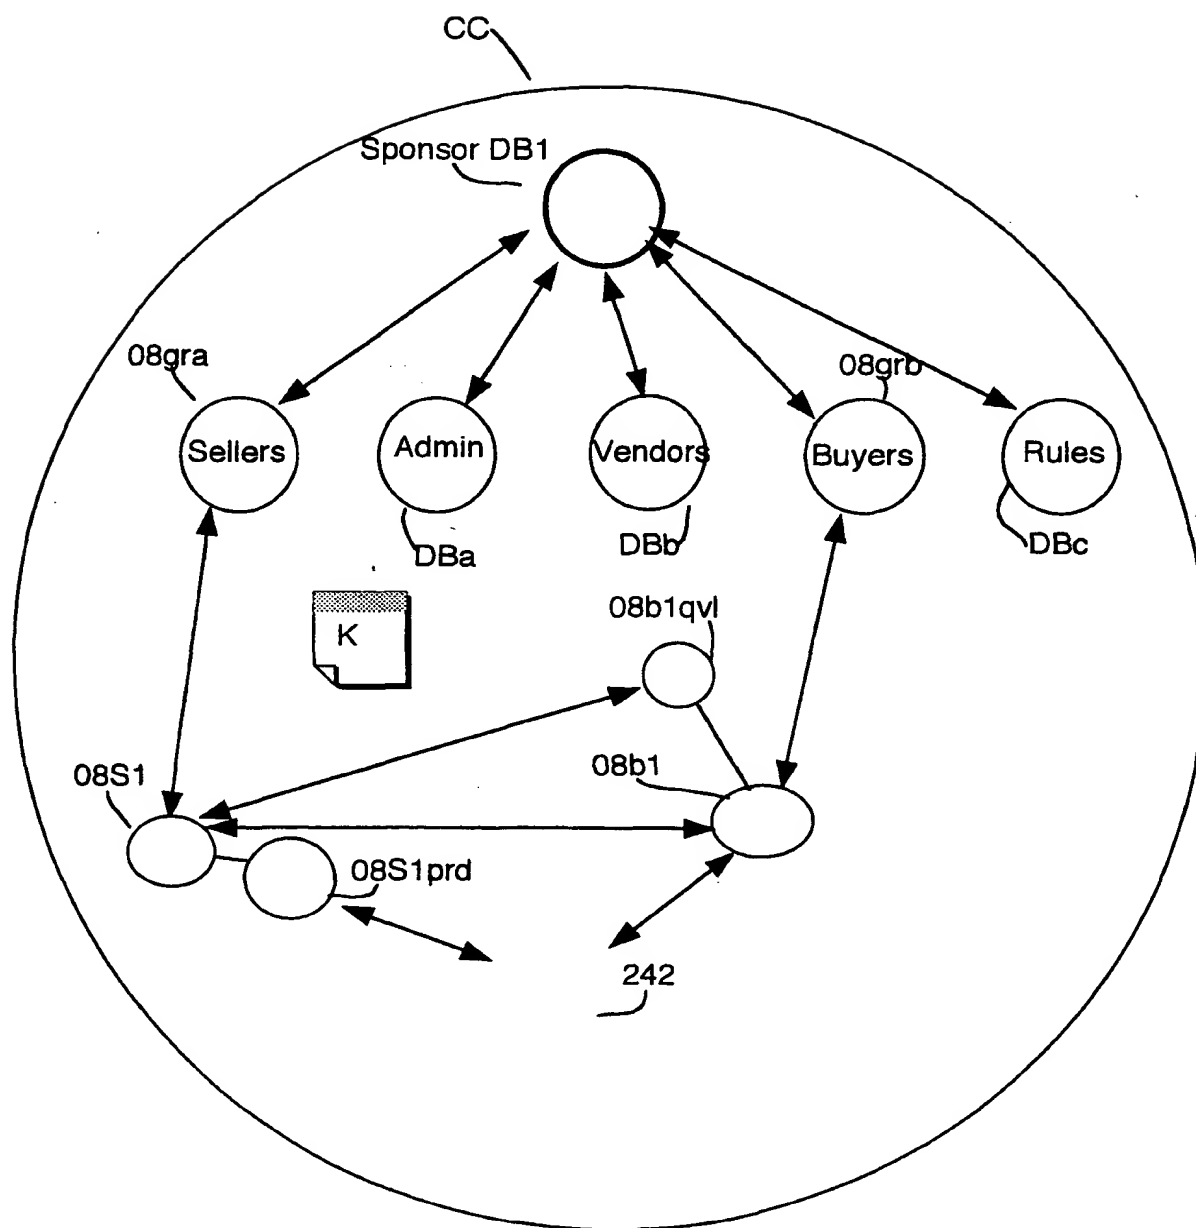 CC
Sponsor DB1
08gra
08grb
Sellers
Admin
Vendors
Buyers
Rules
DBa
DBb
DBc
K
08b1qvl
08S1
08b1
08S1prd
242